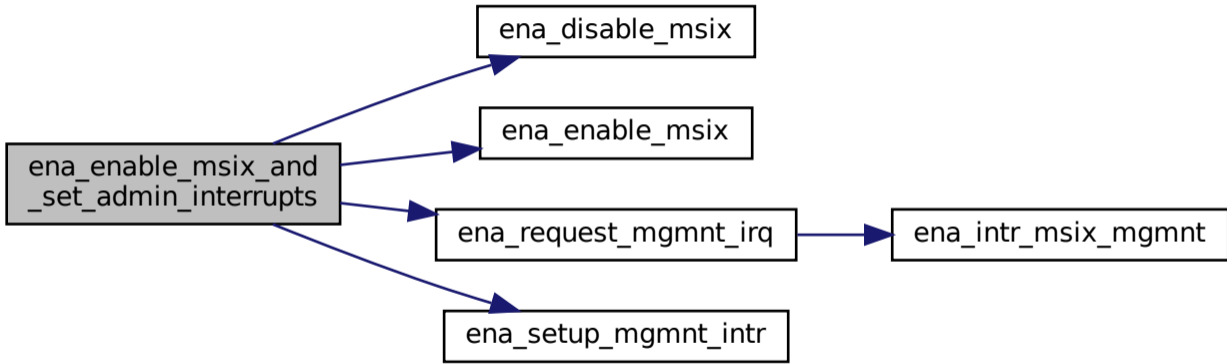 ena_disable_msix
ena_enable_msix
ena_enable_msix_and
_set_admin_interrupts
ena_request_mgmnt_irq
ena_intr_msix_mgmnt
ena_setup_mgmnt_intr